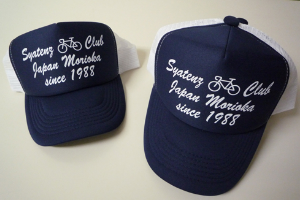 Syatenz Club
Japan Morioka
since 1988
Syatenz Club
Japan Morioka
since 1988